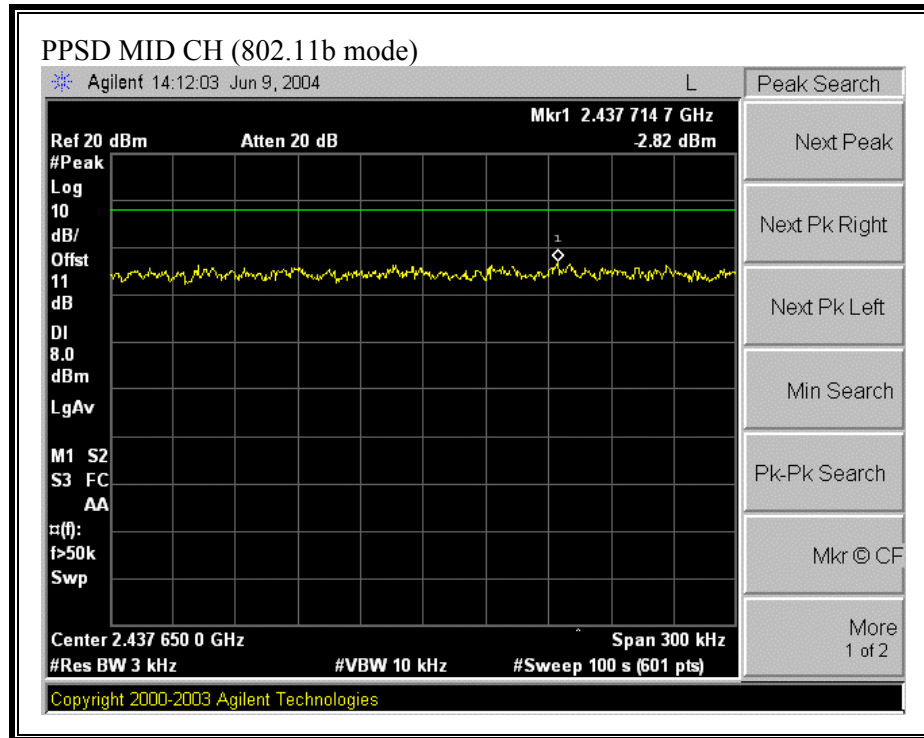 PPSD MID CH (802.11b mode)
Agilent 14:12:03 Jun 9, 2004 L
Peak Search
Mkr1 2.437 714 7 GHz
Ref 20 dBm Atten 20 dB -2.82 dBm
#Peak
Log
10
dB/
Offst
11
dB
DI
8.0
dBm
LgAv
M1 S2
S3 FC
AA
¤(f):
f>50k
Swp
1
Center 2.437 650 0 GHz Span 300 kHz
#Res BW 3 kHz #VBW 10 kHz #Sweep 100 s (601 pts)
Next Peak
Next Pk Right
Next Pk Left
Min Search
Pk-Pk Search
Mkr © CF
More
1 of 2
Copyright 2000-2003 Agilent Technologies